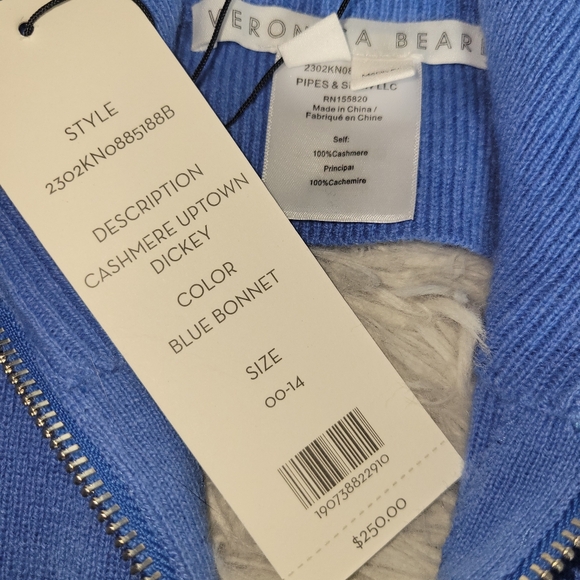 VERON A BEAR
2302KN0
PIPES & LLC
RN155820
Made in China /
Fabriqué en Chine
Self:
100%Cashmere
Principal
100%Cachemire
STYLE
2302KN0885188B
DESCRIPTION
CASHMERE UPTOWN
DICKEY
COLOR
BLUE BONNET
SIZE
00-14
190738822910
$250.00